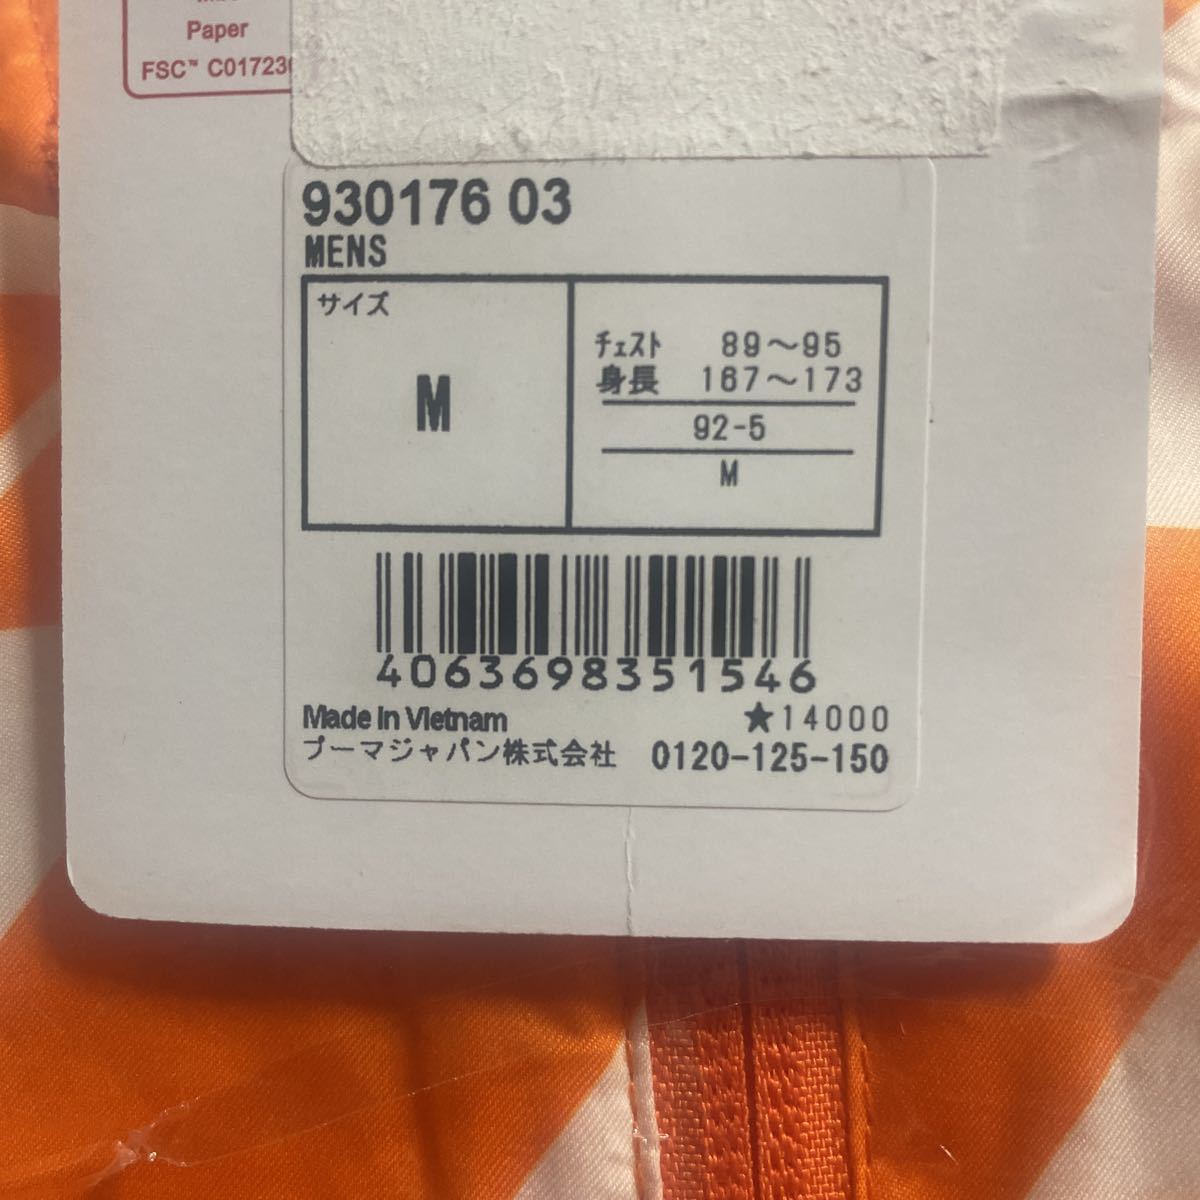 Paper
FSC™ C01723
930176 03
MENS
サイズ
M
チェスト 89～95
身長 167～173
92-5
M
4063698351546
Made in Vietnam ★14000
プーマジャパン株式会社 0120-125-150